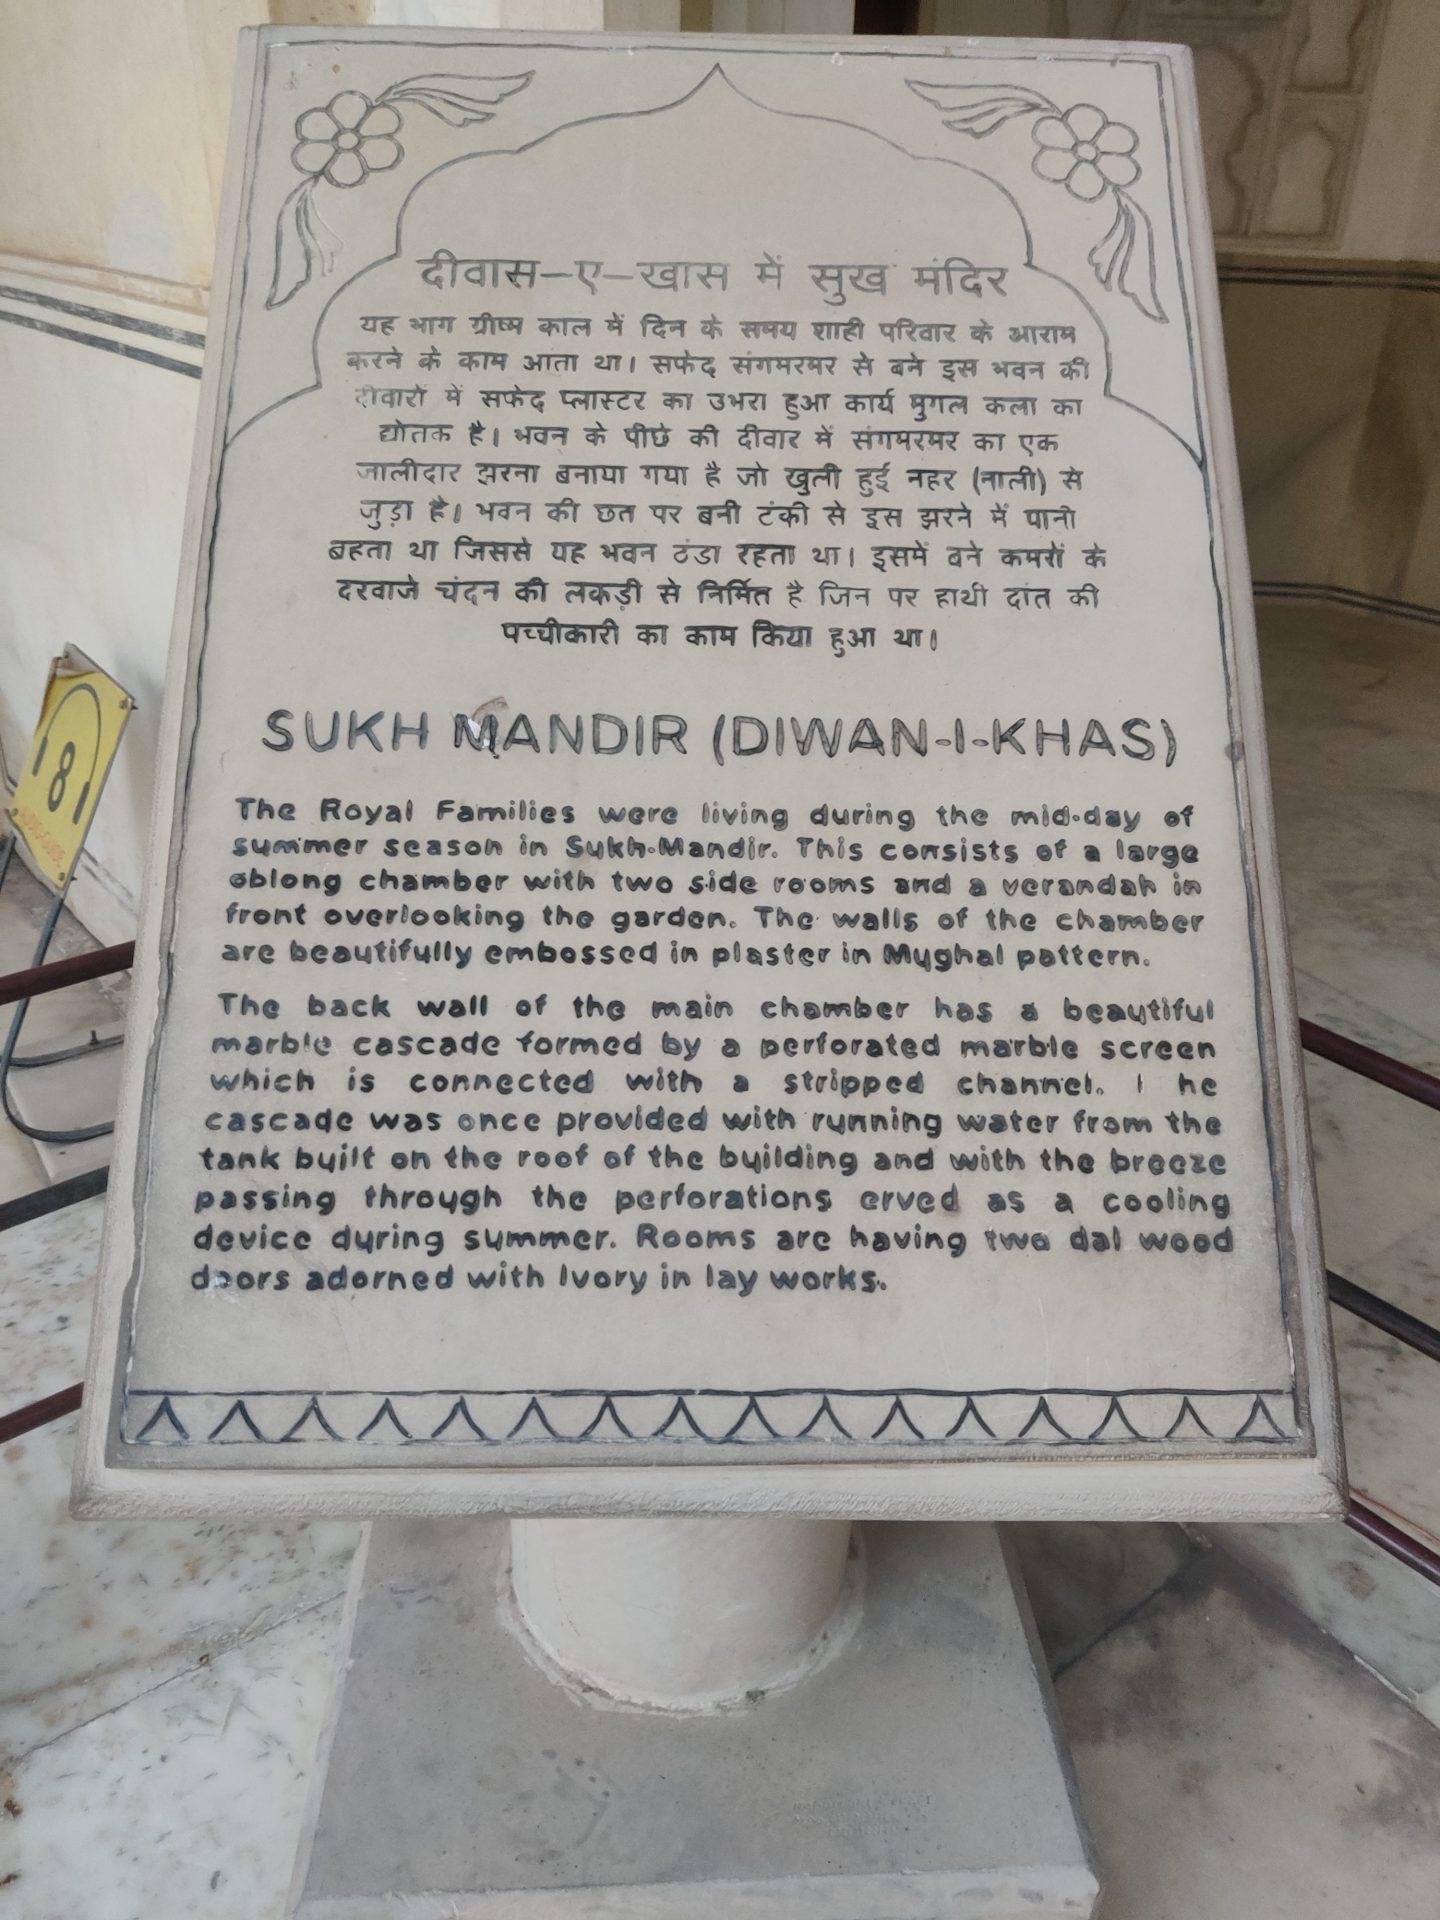 दीवास–ए–खास में सुख मंदिर
यह भाग ग्रीष्म काल में दिन के समय शाही परिवार के आराम
करने के काम आता था। सफेद संगमरमर से बने इस भवन की
दीवारों में सफेद प्लास्टर का उभरा हुआ कार्य मुगल कला का
द्योतक है। भवन के पीछे की दीवार में संगमरमर का एक
जालीदार झरना बनाया गया है जो खुली हुई नहर (नाली) से
जुड़ा है। भवन की छत पर बनी टंकी से इस झरने में पानी
बहता था जिससे यह भवन ठंडा रहता था। इसमें बने कमरों के
दरवाजे चंदन की लकड़ी से निर्मित है जिन पर हाथी दांत की
पच्चीकारी का काम किया हुआ था।
SUKH MANDIR (DIWAN-I-KHAS)
The Royal Families were living during the mid-day of
summer season in Sukh-Mandir. This consists of a large
oblong chamber with two side rooms and a verandah in
front overlooking the garden. The walls of the chamber
are beautifully embossed in plaster in Mughal pattern.
The back wall of the main chamber has a beautiful
marble cascade formed by a perforated marble screen
which is connected with a stripped channel. I he
cascade was once provided with running water from the
tank built on the roof of the building and with the breeze
passing through the perforations erved as a cooling
device during summer. Rooms are having two dal wood
doors adorned with Ivory in lay works.
8